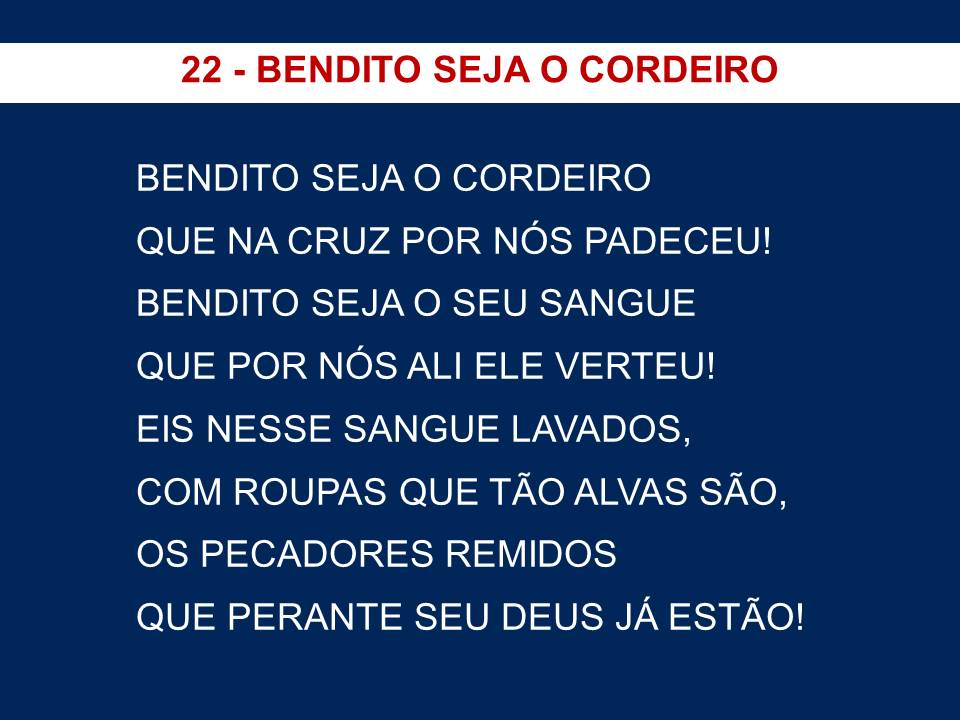 22 - BENDITO SEJA O CORDEIRO
BENDITO SEJA O CORDEIRO
QUE NA CRUZ POR NÓS PADECEU!
BENDITO SEJA O SEU SANGUE
QUE POR NÓS ALI ELE VERTEU!
EIS NESSE SANGUE LAVADOS,
COM ROUPAS QUE TÃO ALVAS SÃO,
OS PECADORES REMIDOS
QUE PERANTE SEU DEUS JÁ ESTÃO!